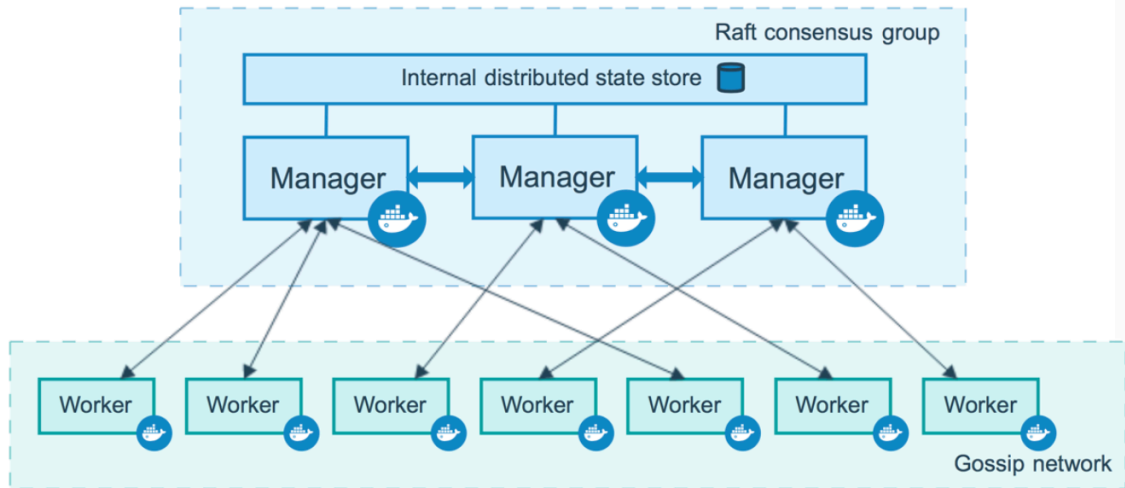 Raft consensus group
Internal distributed state store
Manager
Manager
Manager
Worker
Worker
Worker
Worker
Worker
Worker
Worker
Gossip network